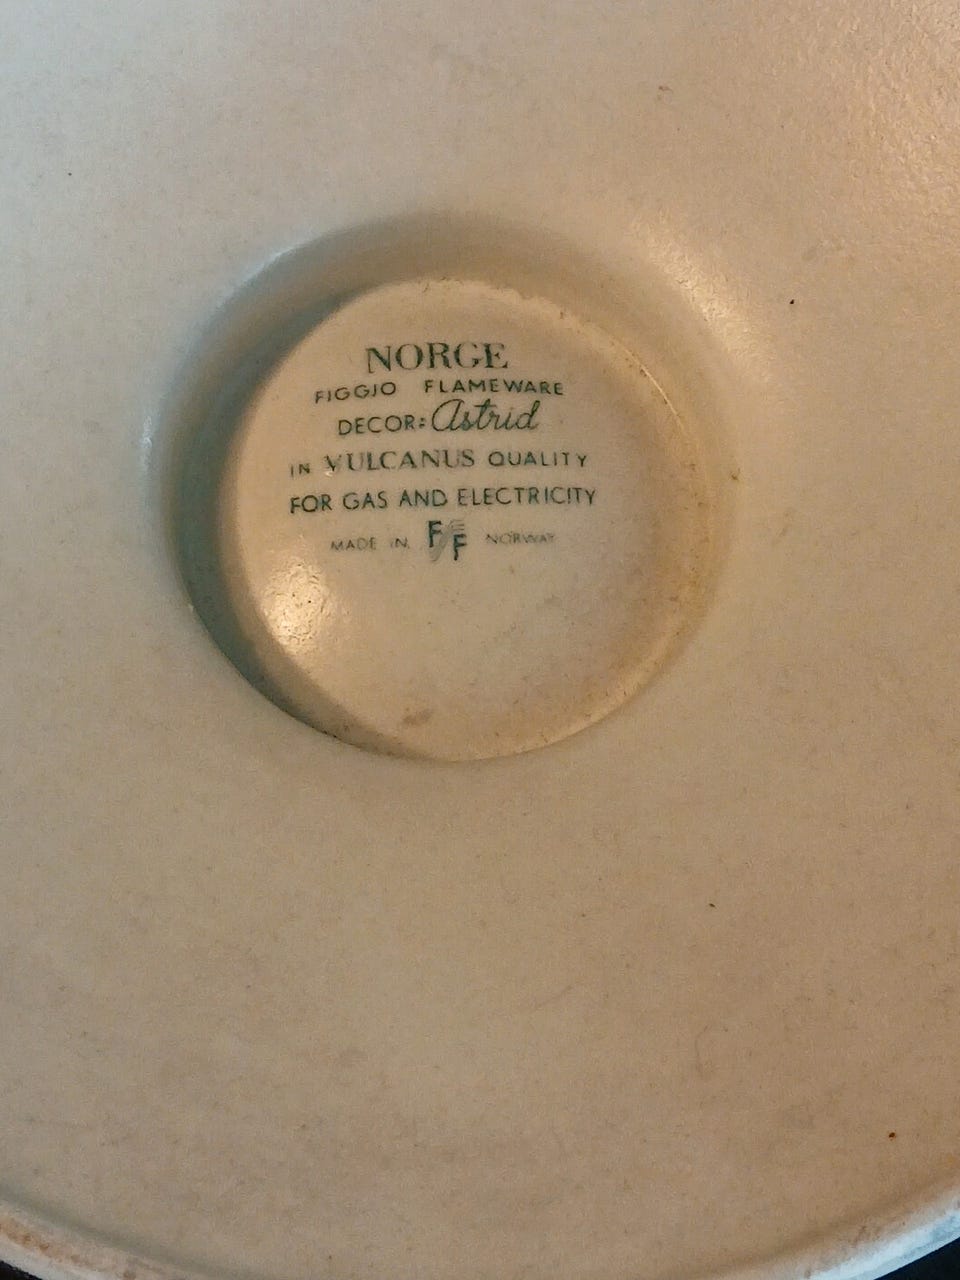 NORGE
FIGGJO FLAMEWARE
DECOR: Astrid
IN VULCANUS QUALITY
FOR GAS AND ELECTRICITY
MADE IN FF NORWAY